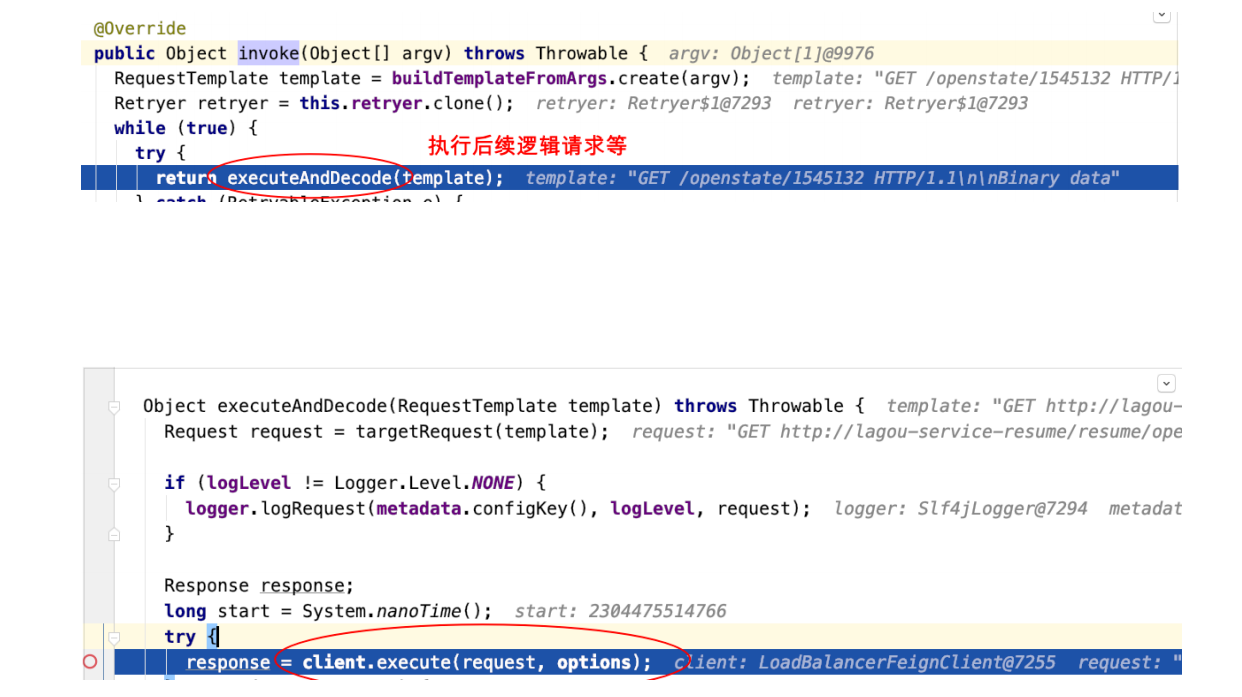 @Override
public Object invoke(Object[] argv) throws Throwable { argv: Object[1]@9976
RequestTemplate template = buildTemplateFromArgs.create(argv); template: "GET /openstate/1545132 HTTP/1
Retryer retryer = this.retryer.clone(); retryer: Retryer$1@7293 retryer: Retryer$1@7293
while (true) {
执行后续逻辑请求等
try {
return executeAndDecode(template); template: "GET /openstate/1545132 HTTP/1.1\n\nBinary data"
} catch (RetryableException e) {
Object executeAndDecode(RequestTemplate template) throws Throwable { template: "GET http://lagou-
Request request = targetRequest(template); request: "GET http://lagou-service-resume/resume/ope
if (logLevel != Logger.Level.NONE) {
logger.logRequest(metadata.configKey(), logLevel, request); logger: Slf4jLogger@7294 metadat
}
Response response;
long start = System.nanoTime(); start: 2304475514766
try {
response = client.execute(request, options); client: LoadBalancerFeignClient@7255 request: "